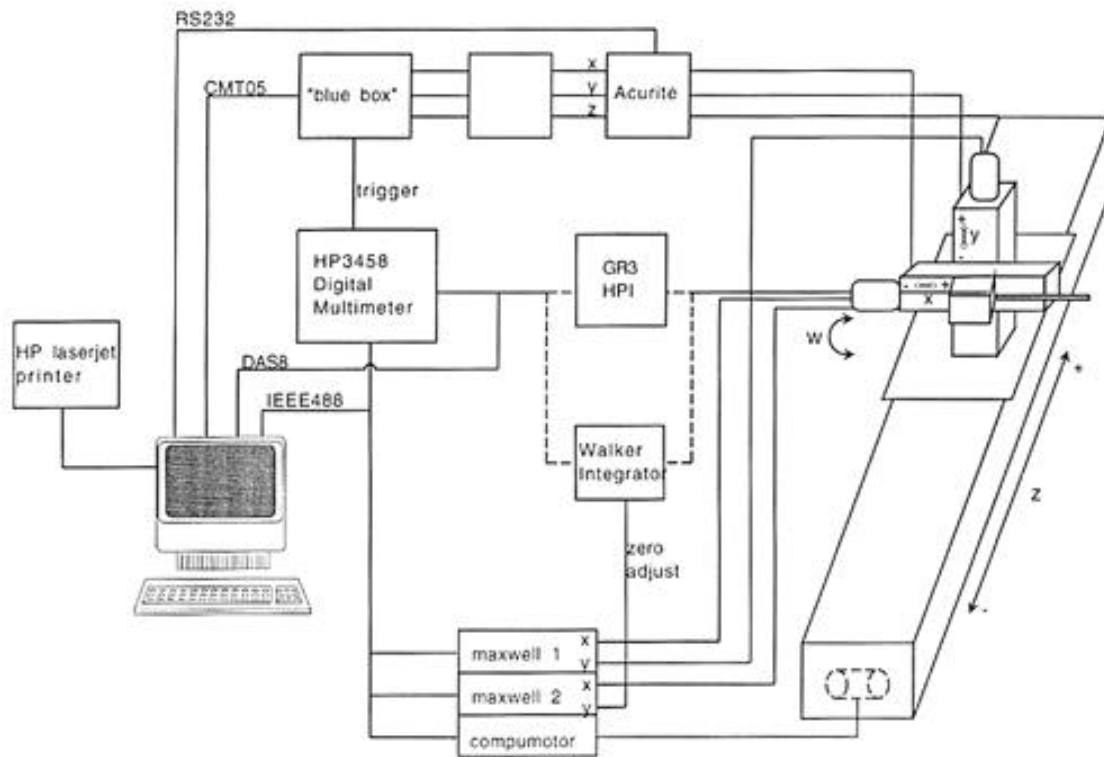 RS232
CMT05
"blue box"
x
y
z
Acurite
trigger
HP3458
Digital
Multimeter
GR3
HPI
- +
y
- +
x
W
HP laserjet
printer
DAS8
IEEE488
Walker
Integrator
+
z
-
zero
adjust
maxwell 1
x
y
maxwell 2
x
y
compumotor